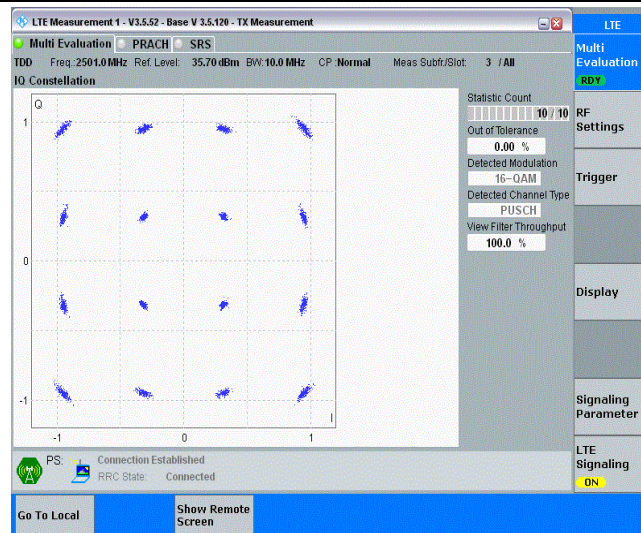 LTE Measurement 1 - V3.5.52 - Base V 3.5.120 - TX Measurement
LTE
Multi Evaluation PRACH SRS
Multi
Evaluation
RDY
TDD Freq.:2501.0 MHz Ref. Level: 35.70 dBm BW:10.0 MHz CP :Normal Meas Subfr./Slot: 3 / All
IQ Constellation
Q
1
0
-1
-1
0
1
I
Statistic Count
10 / 10
Out of Tolerance
0.00 %
Detected Modulation
16-QAM
Detected Channel Type
PUSCH
View Filter Throughput
100.0 %
RF
Settings
Trigger
Display
Signaling
Parameter
LTE
Signaling
ON
PS: Connection Established
RRC State: Connected
Go To Local
Show Remote
Screen